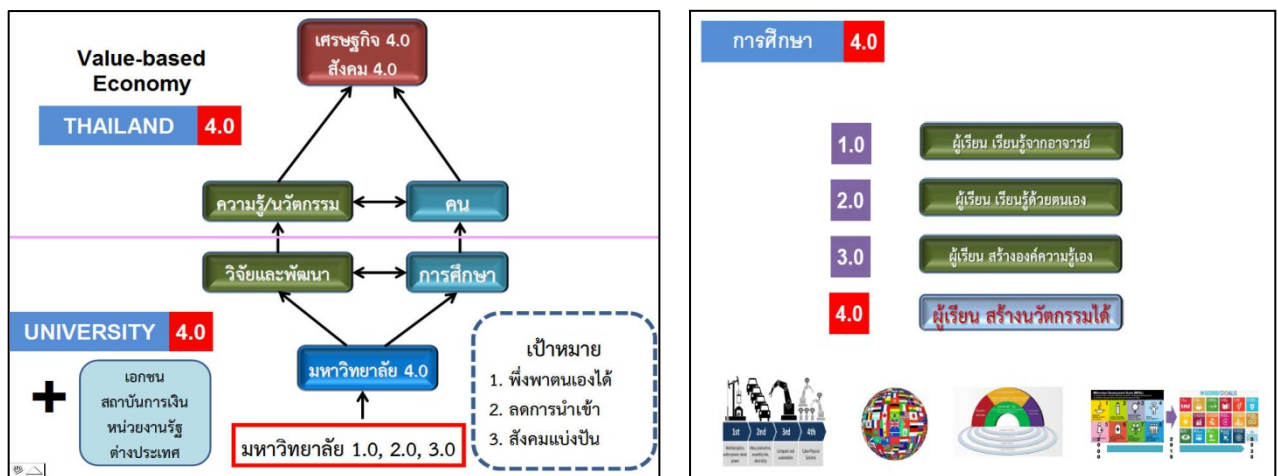 Value-based
Economy
THAILAND 4.0
เศรษฐกิจ 4.0
สังคม 4.0
ความรู้/นวัตกรรม
คน
วิจัยและพัฒนา
การศึกษา
UNIVERSITY 4.0
+
เอกชน
สถาบันการเงิน
หน่วยงานรัฐ
ต่างประเทศ
มหาวิทยาลัย 4.0
มหาวิทยาลัย 1.0, 2.0, 3.0
เป้าหมาย
1. พึ่งพาตนเองได้
2. ลดการนำเข้า
3. สังคมแบ่งปัน
การศึกษา 4.0
1.0 ผู้เรียน เรียนรู้จากอาจารย์
2.0 ผู้เรียน เรียนรู้ด้วยตนเอง
3.0 ผู้เรียน สร้างองค์ความรู้เอง
4.0 ผู้เรียน สร้างนวัตกรรมได้
1st 2nd 3rd 4th